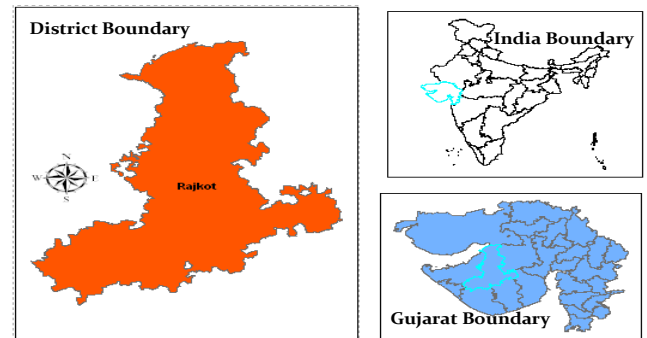 District Boundary
India Boundary
N
W E
S
Rajkot
Gujarat Boundary